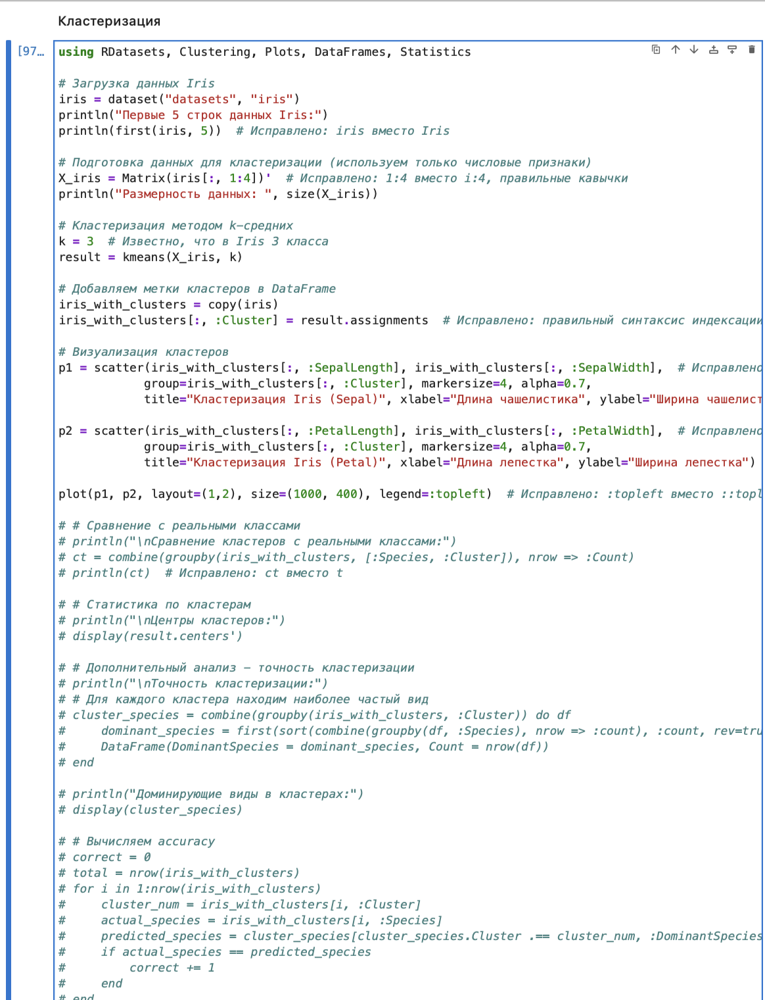 Кластеризация
[97…
using RDatasets, Clustering, Plots, DataFrames, Statistics
# Загрузка данных Iris
iris = dataset("datasets", "iris")
println("Первые 5 строк данных Iris:")
println(first(iris, 5))  # Исправлено: iris вместо Iris
# Подготовка данных для кластеризации (используем только числовые признаки)
X_iris = Matrix(iris[:, 1:4])'  # Исправлено: 1:4 вместо i:4, правильные кавычки
println("Размерность данных: ", size(X_iris))
# Кластеризация методом k-средних
k = 3  # Известно, что в Iris 3 класса
result = kmeans(X_iris, k)
# Добавляем метки кластеров в DataFrame
iris_with_clusters = copy(iris)
iris_with_clusters[:, :Cluster] = result.assignments  # Исправлено: правильный синтаксис индексации
# Визуализация кластеров
p1 = scatter(iris_with_clusters[:, :SepalLength], iris_with_clusters[:, :SepalWidth],  # Исправлено
            group=iris_with_clusters[:, :Cluster], markersize=4, alpha=0.7,
            title="Кластеризация Iris (Sepal)", xlabel="Длина чашелистика", ylabel="Ширина чашелист
p2 = scatter(iris_with_clusters[:, :PetalLength], iris_with_clusters[:, :PetalWidth],  # Исправлено
            group=iris_with_clusters[:, :Cluster], markersize=4, alpha=0.7,
            title="Кластеризация Iris (Petal)", xlabel="Длина лепестка", ylabel="Ширина лепестка")
plot(p1, p2, layout=(1,2), size=(1000, 400), legend=:topleft)  # Исправлено: :topleft вместо ::topl
# # Сравнение с реальными классами
# println("\nСравнение кластеров с реальными классами:")
# ct = combine(groupby(iris_with_clusters, [:Species, :Cluster]), nrow => :Count)
# println(ct)  # Исправлено: ct вместо t
# # Статистика по кластерам
# println("\nЦентры кластеров:")
# display(result.centers')
# # Дополнительный анализ – точность кластеризации
# println("\nТочность кластеризации:")
# # Для каждого кластера находим наиболее частый вид
# cluster_species = combine(groupby(iris_with_clusters, :Cluster)) do df
#     dominant_species = first(sort(combine(groupby(df, :Species), nrow => :count), :count, rev=tru
#     DataFrame(DominantSpecies = dominant_species, Count = nrow(df))
# end
# println("Доминирующие виды в кластерах:")
# display(cluster_species)
# # Вычисляем accuracy
# correct = 0
# total = nrow(iris_with_clusters)
# for i in 1:nrow(iris_with_clusters)
#     cluster_num = iris_with_clusters[i, :Cluster]
#     actual_species = iris_with_clusters[i, :Species]
#     predicted_species = cluster_species[cluster_species.Cluster .== cluster_num, :DominantSpecies
#     if actual_species == predicted_species
#         correct += 1
#     end
# end